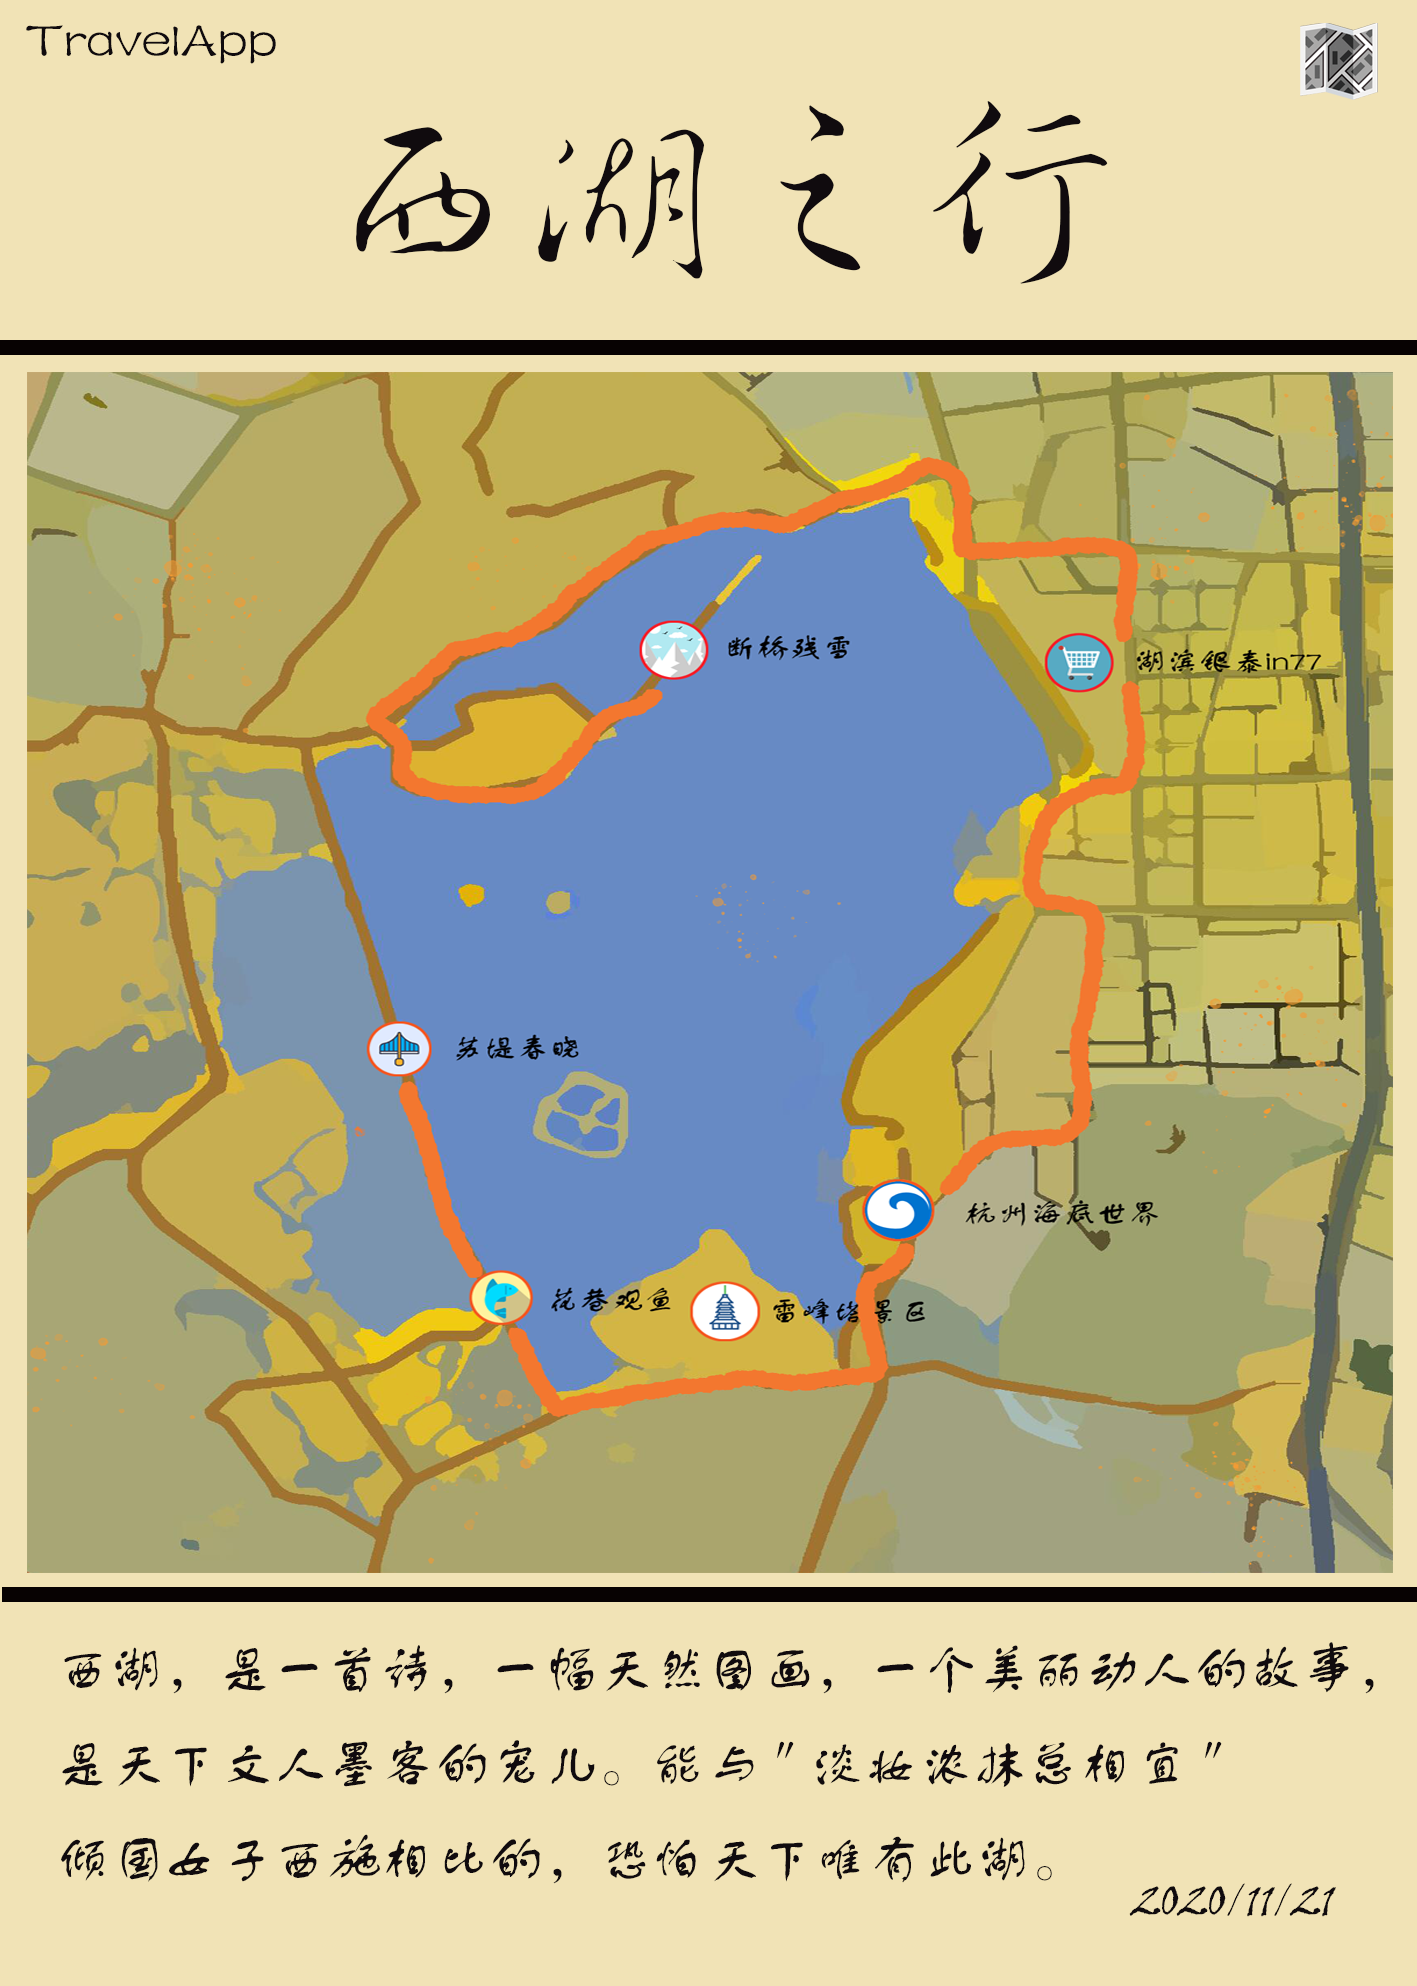 TravelApp
西湖之行
断桥残雪
湖滨银泰in77
苏堤春晓
杭州海底世界
花巷观鱼
雷峰塔景区
西湖，是一首诗，一幅天然图画，一个美丽动人的故事，
是天下文人墨客的宠儿。能与"淡妆浓抹总相宜"
倾国女子西施相比的，恐怕天下唯有此湖。
2020/11/21